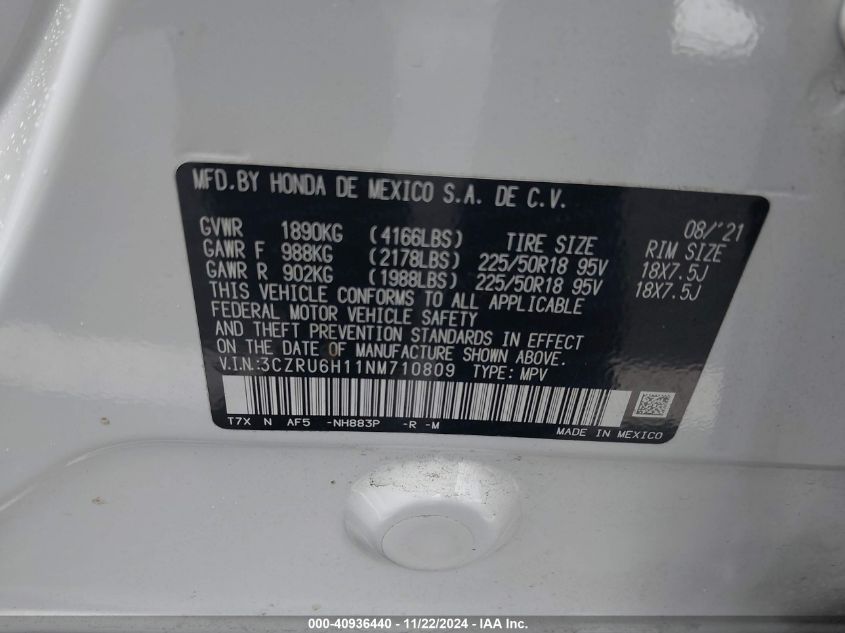 MFD.BY HONDA DE MEXICO S.A. DE C.V.
08/'21
GVWR 1890KG (4166LBS) TIRE SIZE RIM SIZE
GAWR F 988KG (2178LBS) 225/50R18 95V 18X7.5J
GAWR R 902KG (1988LBS) 225/50R18 95V 18X7.5J
THIS VEHICLE CONFORMS TO ALL APPLICABLE
FEDERAL MOTOR VEHICLE SAFETY
AND THEFT PREVENTION STANDARDS IN EFFECT
ON THE DATE OF MANUFACTURE SHOWN ABOVE.
V.I.N:3CZRU6H11NM710809 TYPE: MPV
T7X N AF5 -NH883P -R -M
MADE IN MEXICO
000-40936440 - 11/22/2024 - IAA Inc.